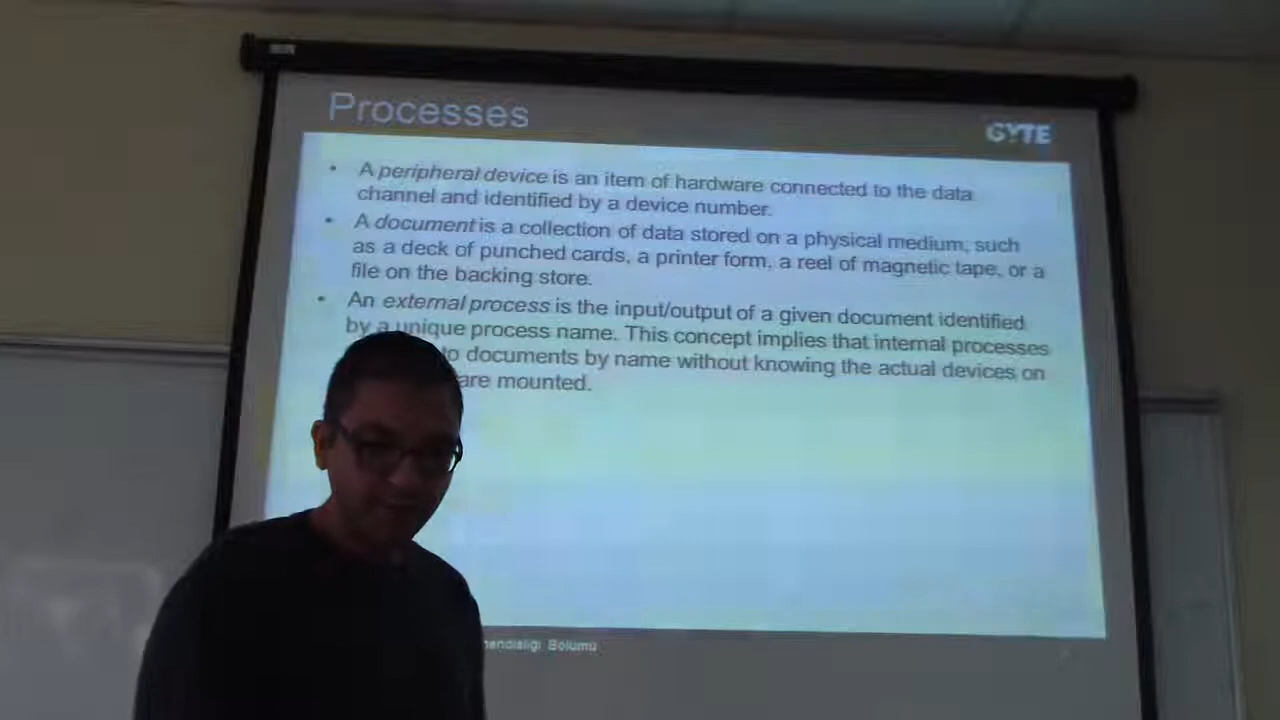 Processes
GYTE
• A peripheral device is an item of hardware connected to the data
channel and identified by a device number.
• A document is a collection of data stored on a physical medium, such
as a deck of punched cards, a printer form, a reel of magnetic tape, or a
file on the backing store.
• An external process is the input/output of a given document identified
by a unique process name. This concept implies that internal processes
documents by name without knowing the actual devices on
are mounted.
Bölümü